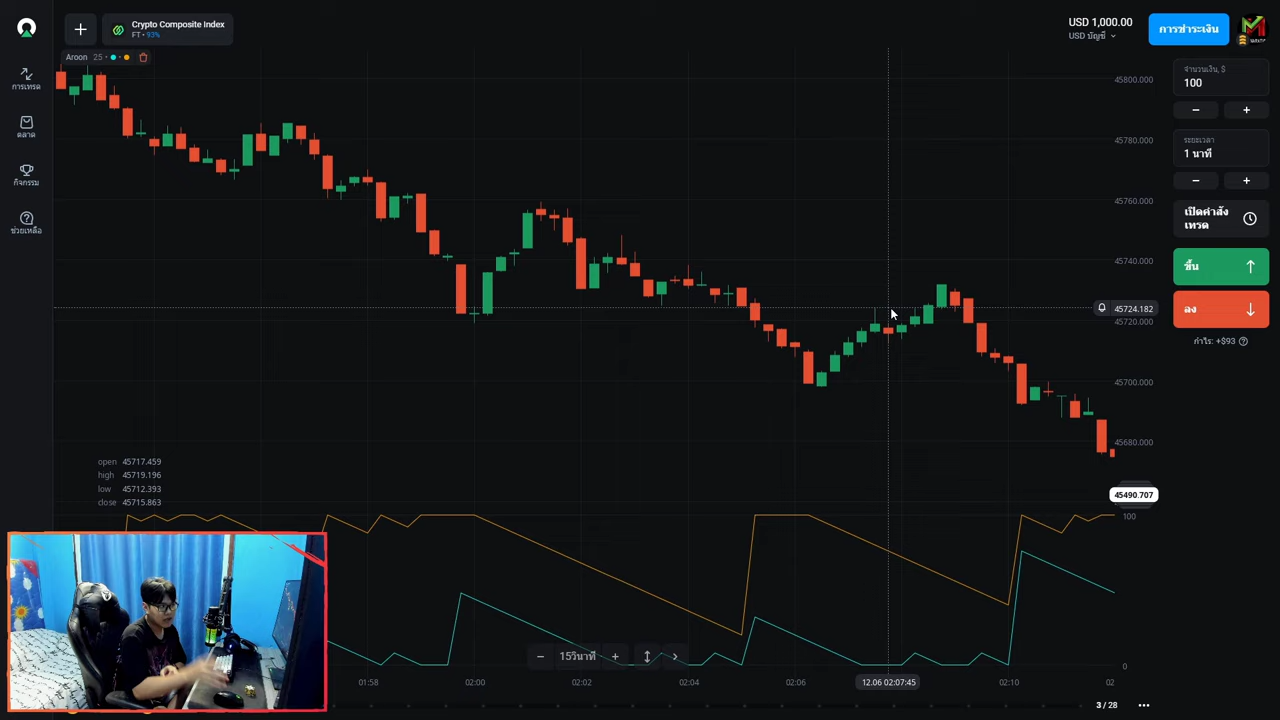 Crypto Composite Index
FT • 93%
USD 1,000.00
USD บัญชี
การชำระเงิน
Aroon 25
การเทรด
ตลาด
กิจกรรม
ช่วยเหลือ
จำนวนเงิน, $
100
ระยะเวลา
1 นาที
เปิดคำสั่ง
เทรด
ขึ้น
ลง
กำไร: +$93
45800.000
45780.000
45760.000
45740.000
45724.182
45720.000
45700.000
45680.000
45490.707
100
0
open 45717.459
high 45719.196
low 45712.393
close 45715.863
15วินาที
01:58
02:00
02:02
02:04
02:06
12.06 02:07:45
02:10
02
3 / 28